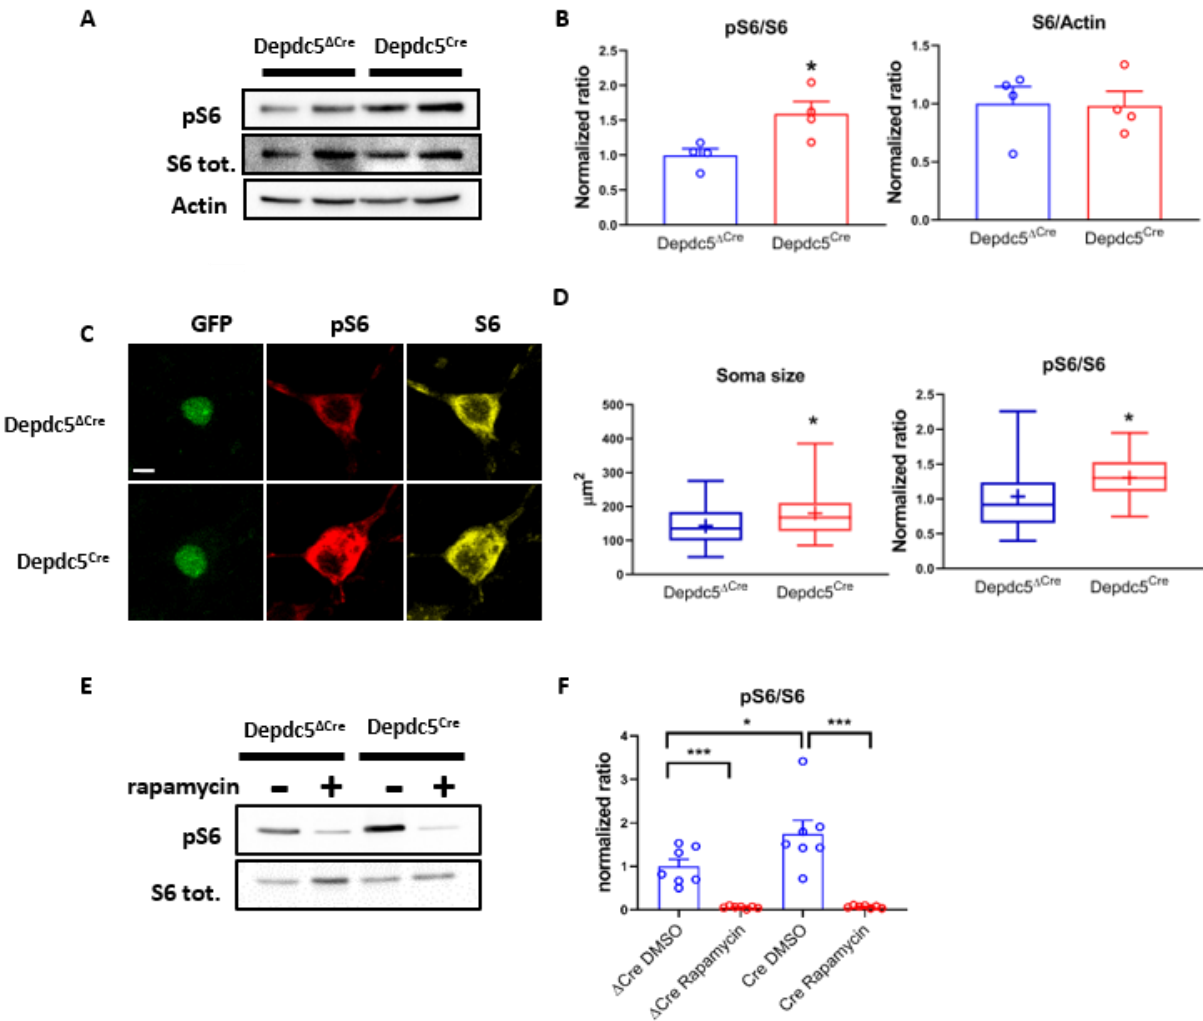 A
Depdc5ΔCre Depdc5Cre
pS6
S6 tot.
Actin
B
pS6/S6
Normalized ratio
2.5
2.0
1.5
1.0
0.5
0.0
*
Depdc5ΔCre Depdc5Cre
S6/Actin
Normalized ratio
1.5
1.0
0.5
0.0
Depdc5ΔCre Depdc5Cre
C
GFP pS6 S6
Depdc5ΔCre
Depdc5Cre
D
Soma size
μm2
500
400
300
200
100
0
*
Depdc5ΔCre Depdc5Cre
pS6/S6
Normalized ratio
2.5
2.0
1.5
1.0
0.5
0.0
*
Depdc5ΔCre Depdc5Cre
E
Depdc5ΔCre Depdc5Cre
rapamycin - + - +
pS6
S6 tot.
F
pS6/S6
normalized ratio
4
3
2
1
0
* ***
***
ΔCre DMSO
ΔCre Rapamycin
Cre DMSO
Cre Rapamycin